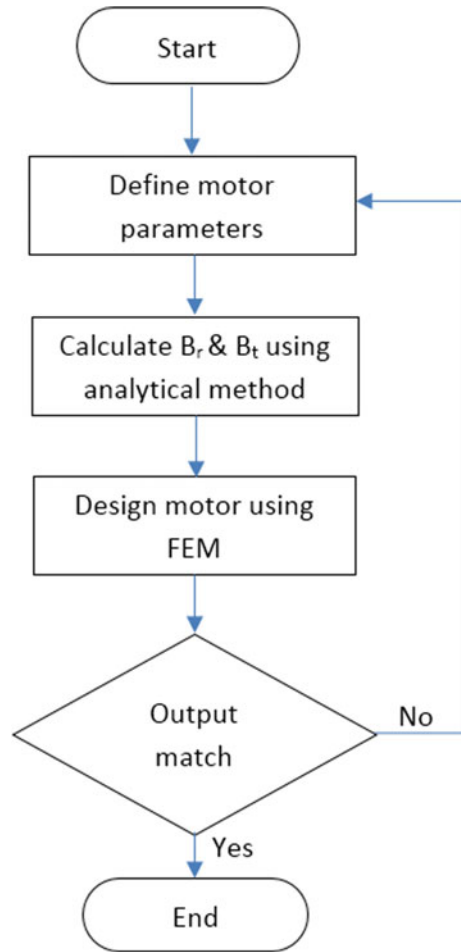 Start
Define motor
parameters
Calculate Bᵣ & Bₜ using
analytical method
Design motor using
FEM
Output
match
No
Yes
End